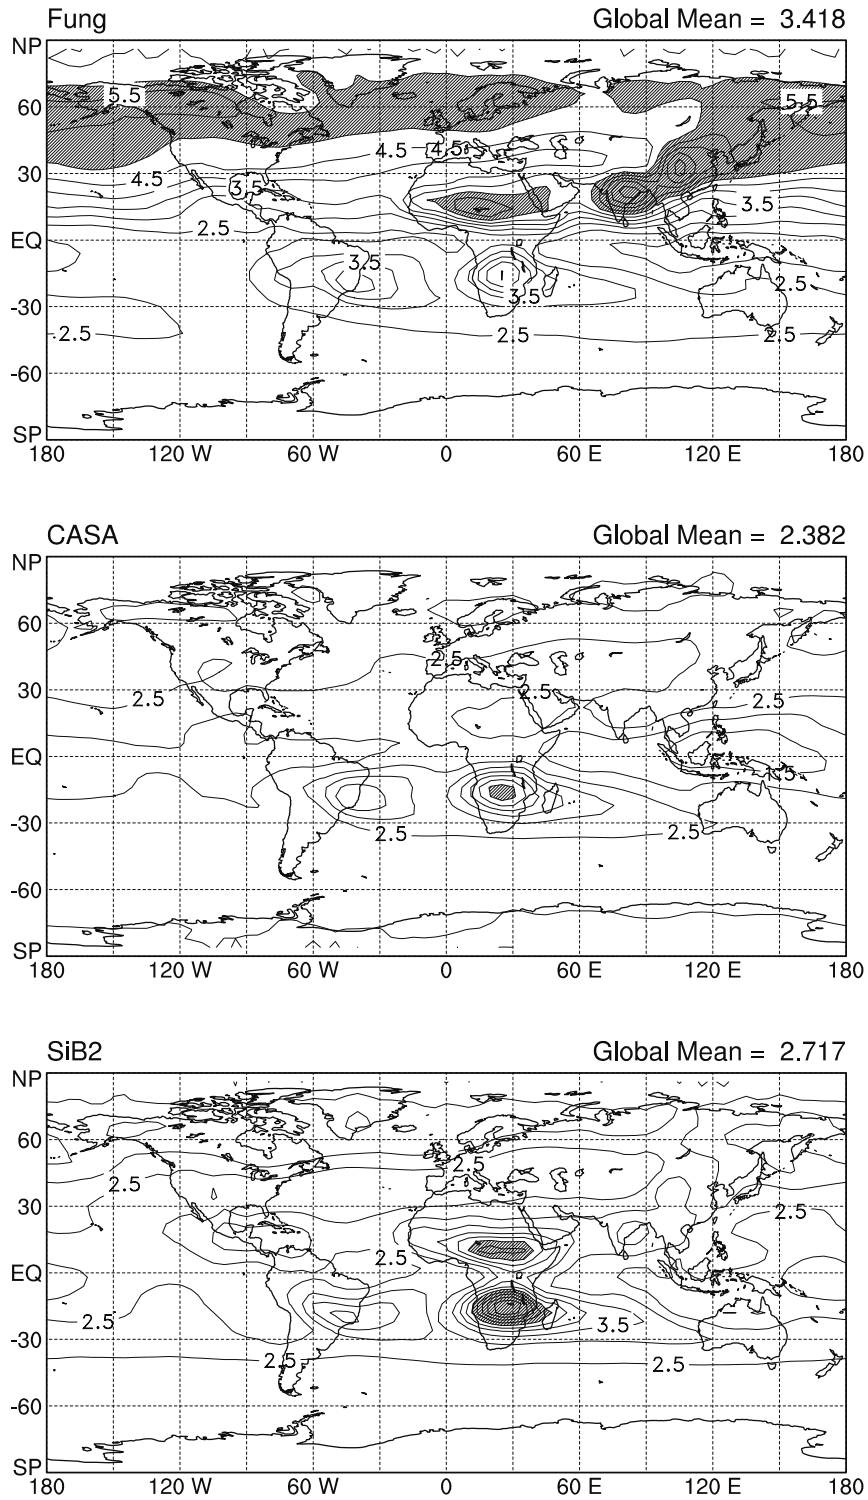 Fung Global Mean = 3.418
NP
5.5 5.5
60
4.5 4.5
30 4.5 3.5 3.5
2.5
EQ
3.5
2.5
-30 3.5
2.5 2.5 2.5
-60
SP
180 120 W 60 W 0 60 E 120 E 180
CASA Global Mean = 2.382
NP
60
2.5
30 2.5 2.5 2.5
EQ
1.5
-30 2.5 2.5
-60
SP
180 120 W 60 W 0 60 E 120 E 180
SiB2 Global Mean = 2.717
NP
60
2.5 2.5
30
2.5
2.5
EQ
-30 2.5 3.5
2.5 2.5
-60
SP
180 120 W 60 W 0 60 E 120 E 180